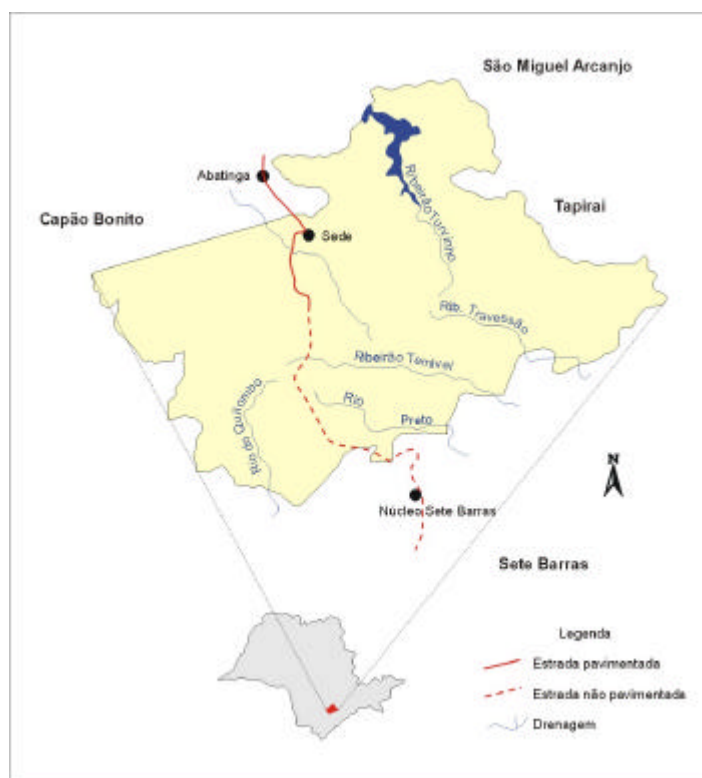 São Miguel Arcanjo
Abatinga
Capão Bonito
Sede
Ribeirão Turvinho
Tapirai
Rib. Travessão
Ribeirão Temível
Rio do Quilombo
Rio
Preto
N
Núcleo Sete Barras
Sete Barras
Legenda
Estrada pavimentada
Estrada não pavimentada
Drenagem